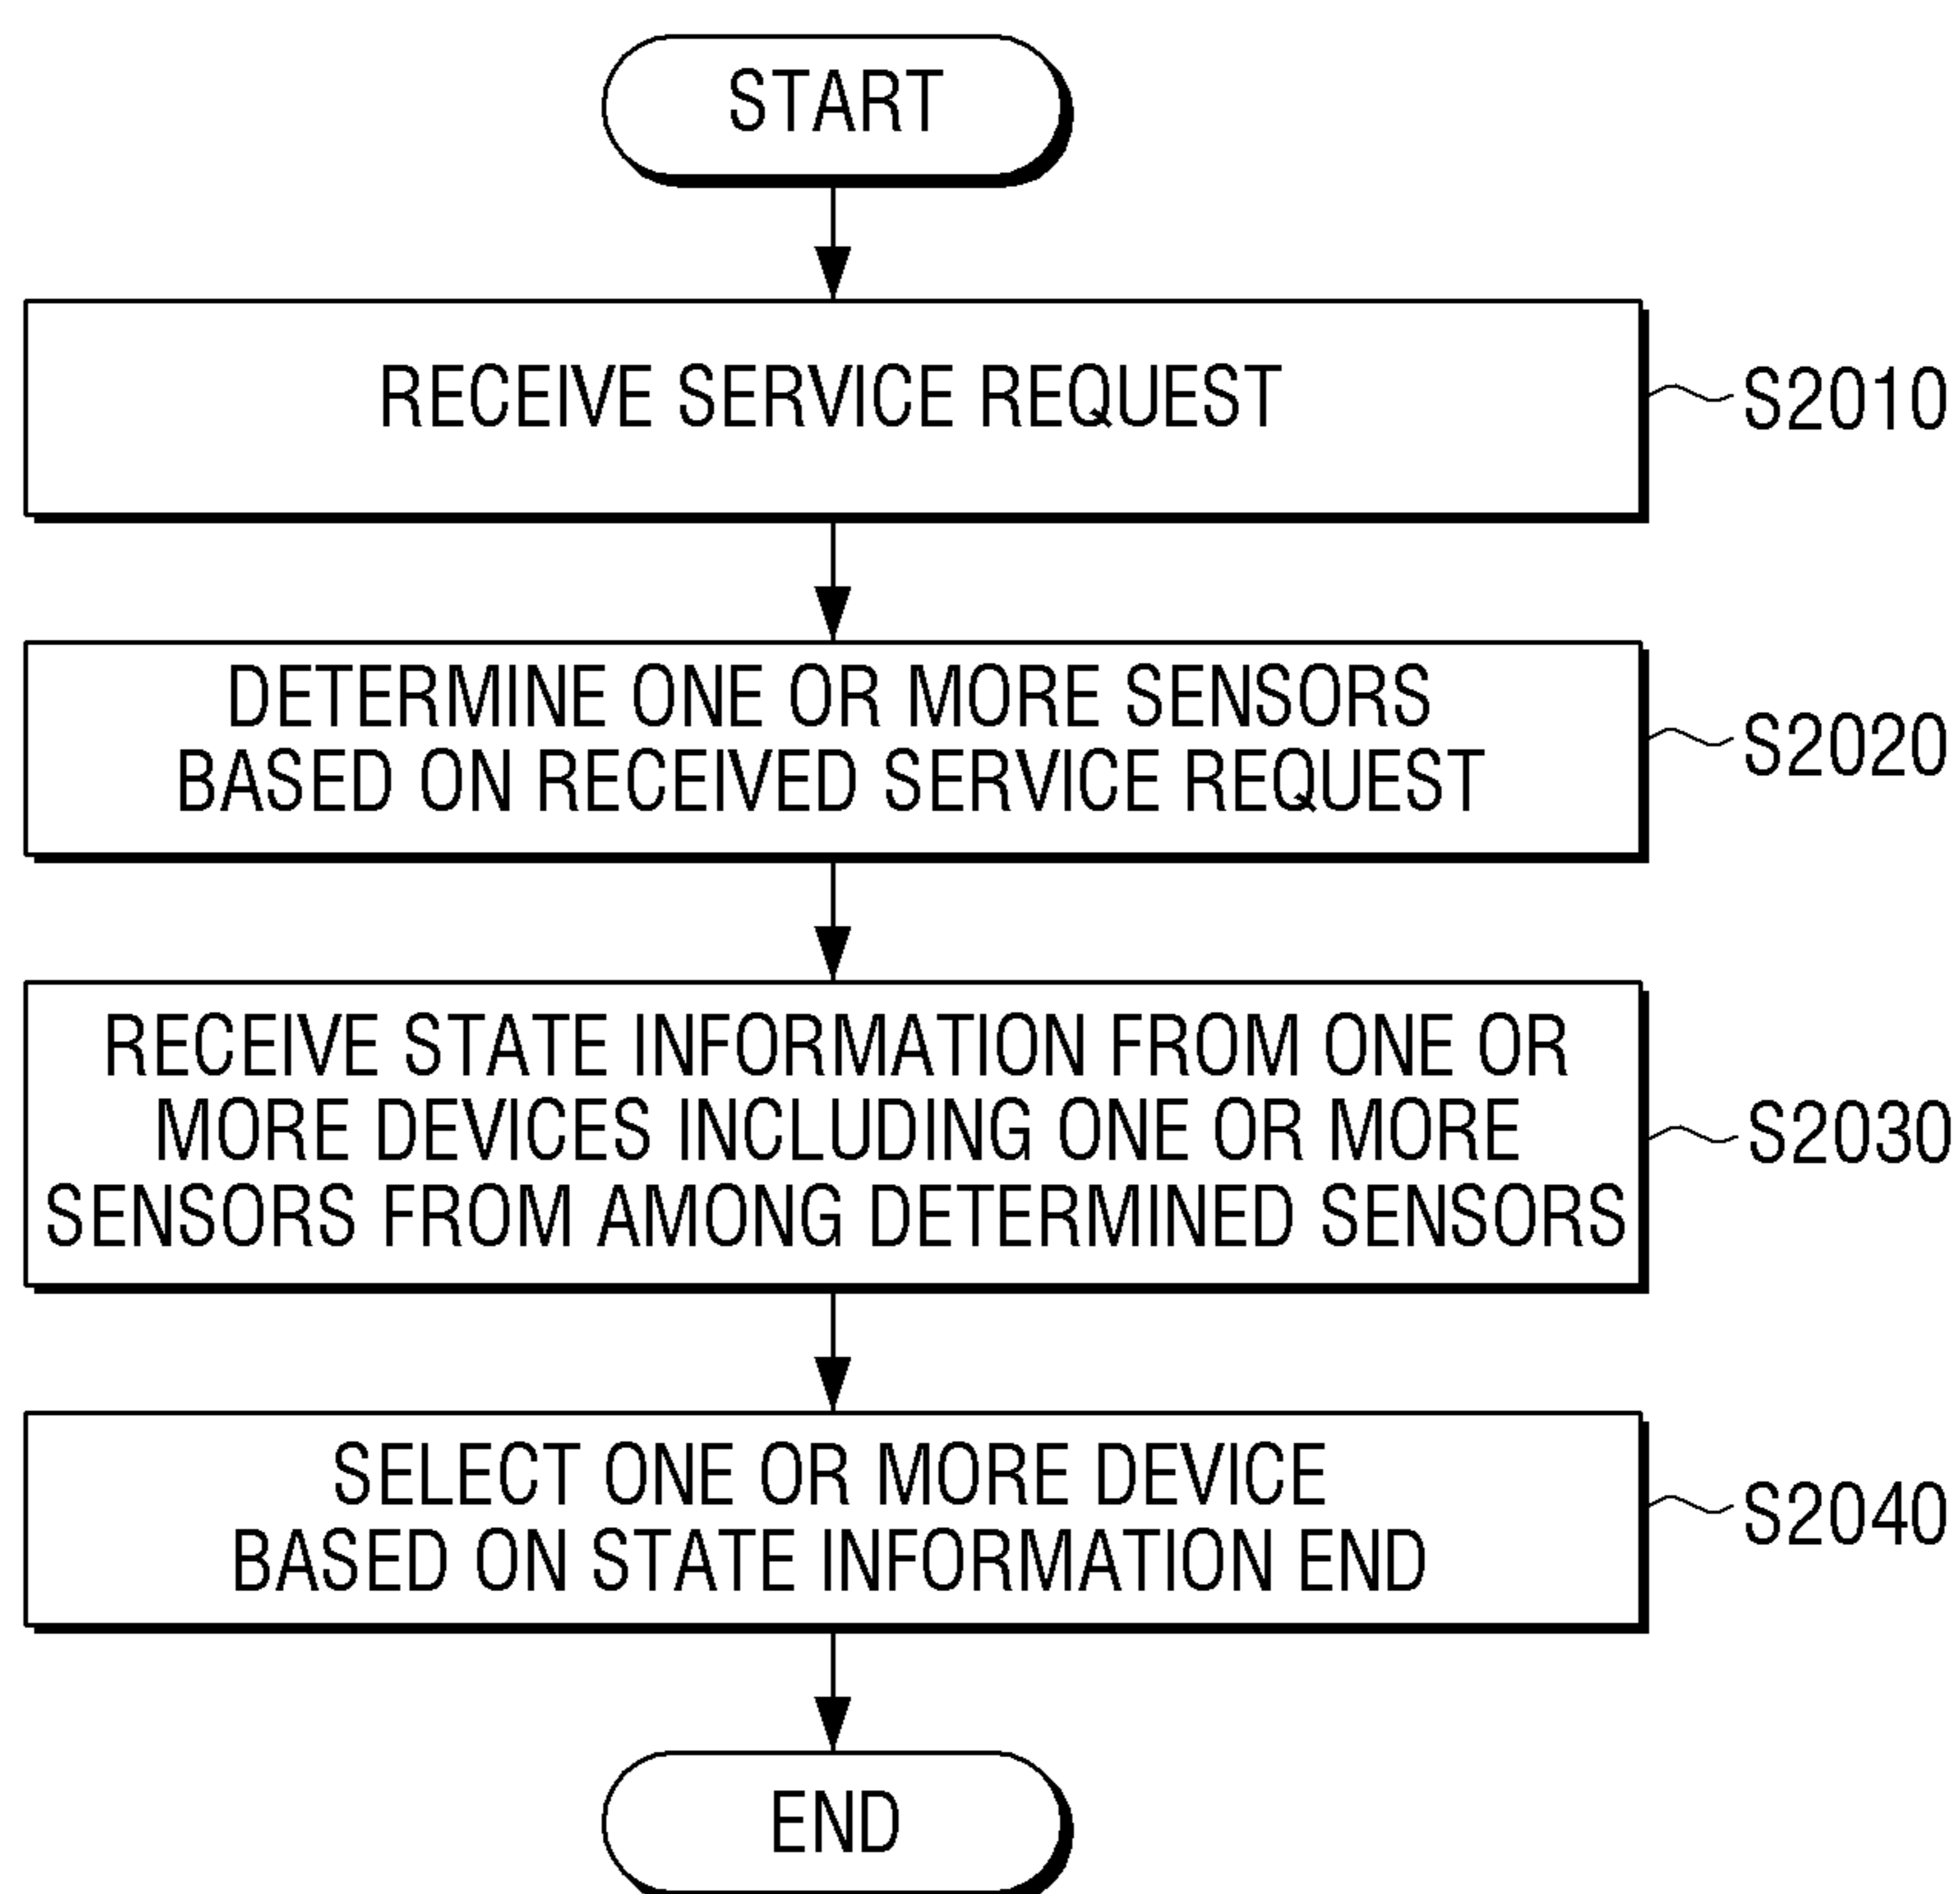 START
RECEIVE SERVICE REQUEST
S2010
DETERMINE ONE OR MORE SENSORS
BASED ON RECEIVED SERVICE REQUEST
S2020
RECEIVE STATE INFORMATION FROM ONE OR
MORE DEVICES INCLUDING ONE OR MORE
SENSORS FROM AMONG DETERMINED SENSORS
S2030
SELECT ONE OR MORE DEVICE
BASED ON STATE INFORMATION END
S2040
END